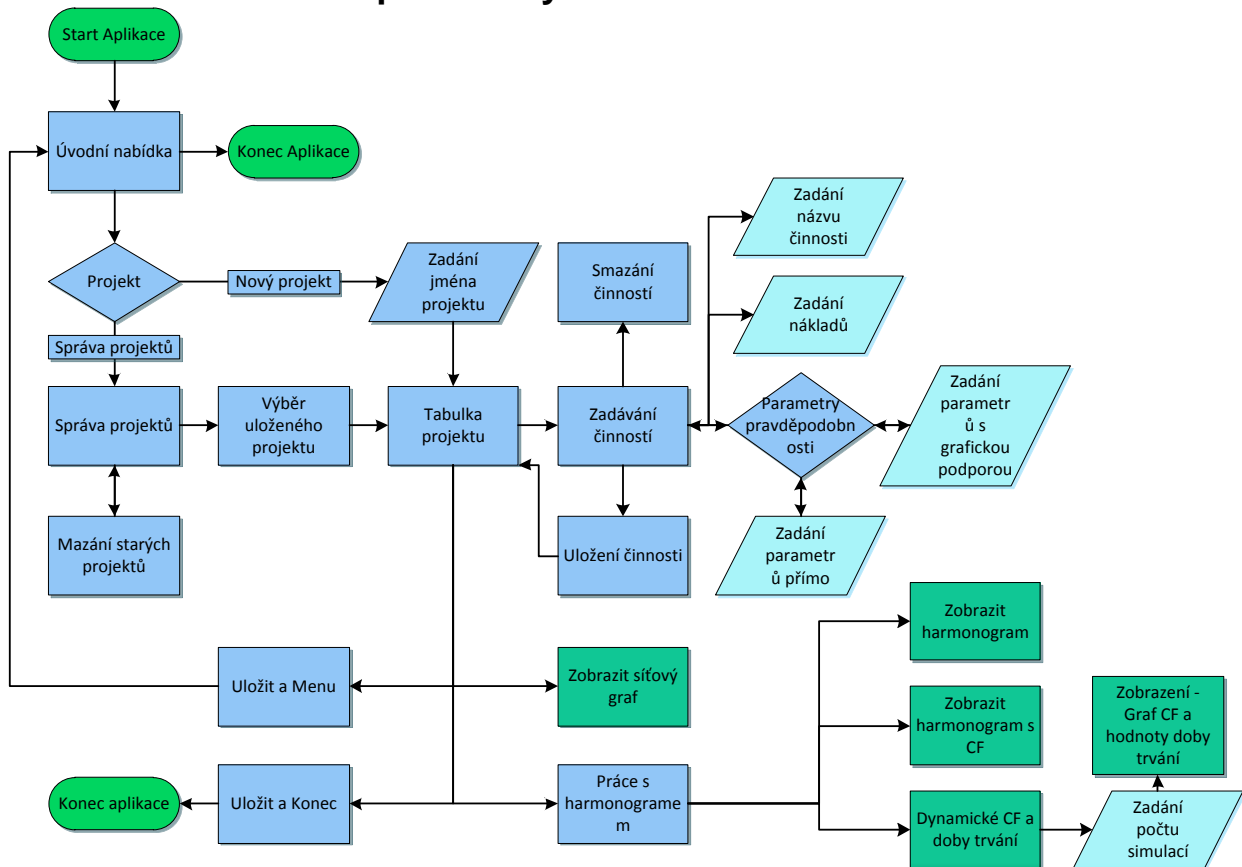 Start Aplikace
Úvodní nabídka
Konec Aplikace
Zadání
názvu
činnosti
Projekt
Nový projekt
Zadání
jména
projektu
Smazání
činností
Zadání
nákladů
Správa projektů
Správa projektů
Výběr
uloženého
projektu
Tabulka
projektu
Zadávání
činností
Parametry
pravděpodobn
osti
Zadání
parametr
ů s
grafickou
podporou
Mazání starých
projektů
Uložení činnosti
Zadání
parametr
ů přímo
Zobrazit
harmonogram
Uložit a Menu
Zobrazit síťový
graf
Zobrazit
harmonogram s
CF
Zobrazení -
Graf CF a
hodnoty doby
trvání
Konec aplikace
Uložit a Konec
Práce s
harmonograme
m
Dynamické CF a
doby trvání
Zadání
počtu
simulací